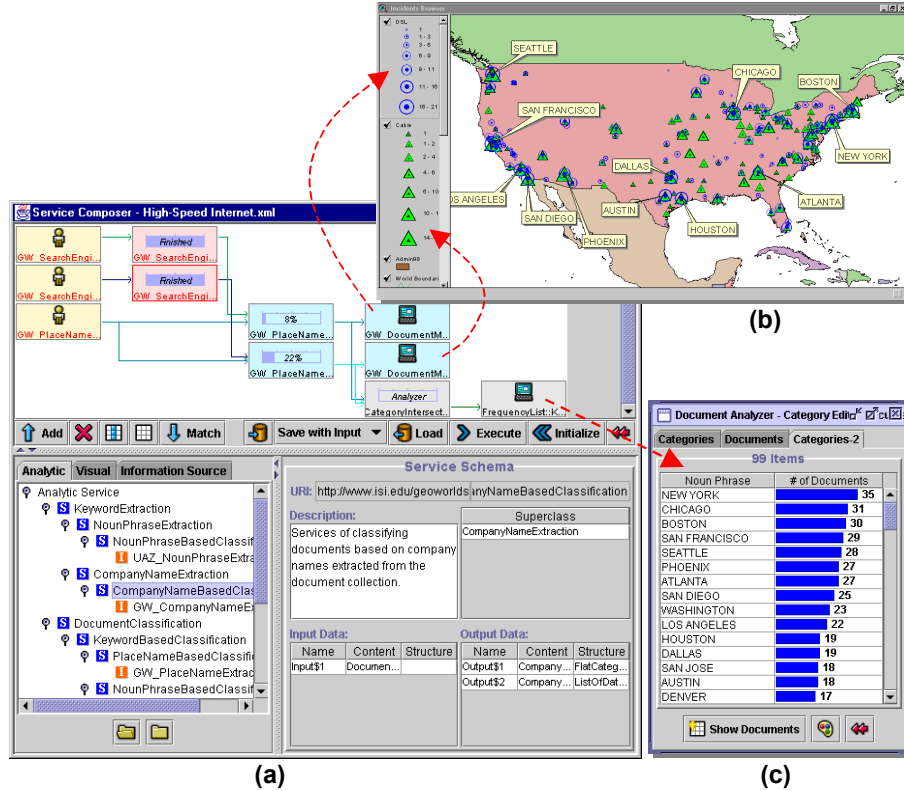 Incidents Browser
DSL
1
1 - 3
3 - 6
6 - 9
9 - 11
11 - 16
16 - 21
Cable
1
1 - 2
2 - 4
4 - 6
6 - 10
10 - 1
14 -
Admin98
World Boundari
SEATTLE
CHICAGO
BOSTON
SAN FRANCISCO
NEW YORK
DALLAS
OS ANGELES
AUSTIN
ATLANTA
SAN DIEGO
HOUSTON
PHOENIX
(b)
Service Composer - High-Speed Internet.xml
GW_SearchEngi...
Finished
GW_SearchEngi...
GW_SearchEngi...
Finished
GW_SearchEngi...
GW_PlaceName...
8%
GW_PlaceName...
GW_DocumentM...
22%
GW_PlaceName...
GW_DocumentM...
Analyzer
CategoryIntersect...
FrequencyList::K...
Add
Match
Save with Input
Load
Execute
Initialize
Analytic Visual Information Source
Analytic Service
S KeywordExtraction
S NounPhraseExtraction
S NounPhraseBasedClassif
I UAZ_NounPhraseExtra
S CompanyNameExtraction
S CompanyNameBasedClas
I GW_CompanyNameEx
S DocumentClassification
S KeywordBasedClassification
S PlaceNameBasedClassifi
I GW_PlaceNameExtrac
S NounPhraseBasedClassif
Service Schema
URI: http://www.isi.edu/geoworlds anyNameBasedClassification
Description:
Services of classifying
documents based on company
names extracted from the
document collection.
Superclass
CompanyNameExtraction
Input Data:
Name Content Structure
Input$1 Documen...
Output Data:
Name Content Structure
Output$1 Company... FlatCateg...
Output$2 Company... ListOfDat...
(a)
Document Analyzer - Category Edi
Categories Documents Categories-2
99 Items
Noun Phrase # of Documents
NEW YORK 35
CHICAGO 31
BOSTON 30
SAN FRANCISCO 29
SEATTLE 28
PHOENIX 27
ATLANTA 27
SAN DIEGO 25
WASHINGTON 23
LOS ANGELES 22
HOUSTON 19
DALLAS 19
SAN JOSE 18
AUSTIN 18
DENVER 17
Show Documents
(c)